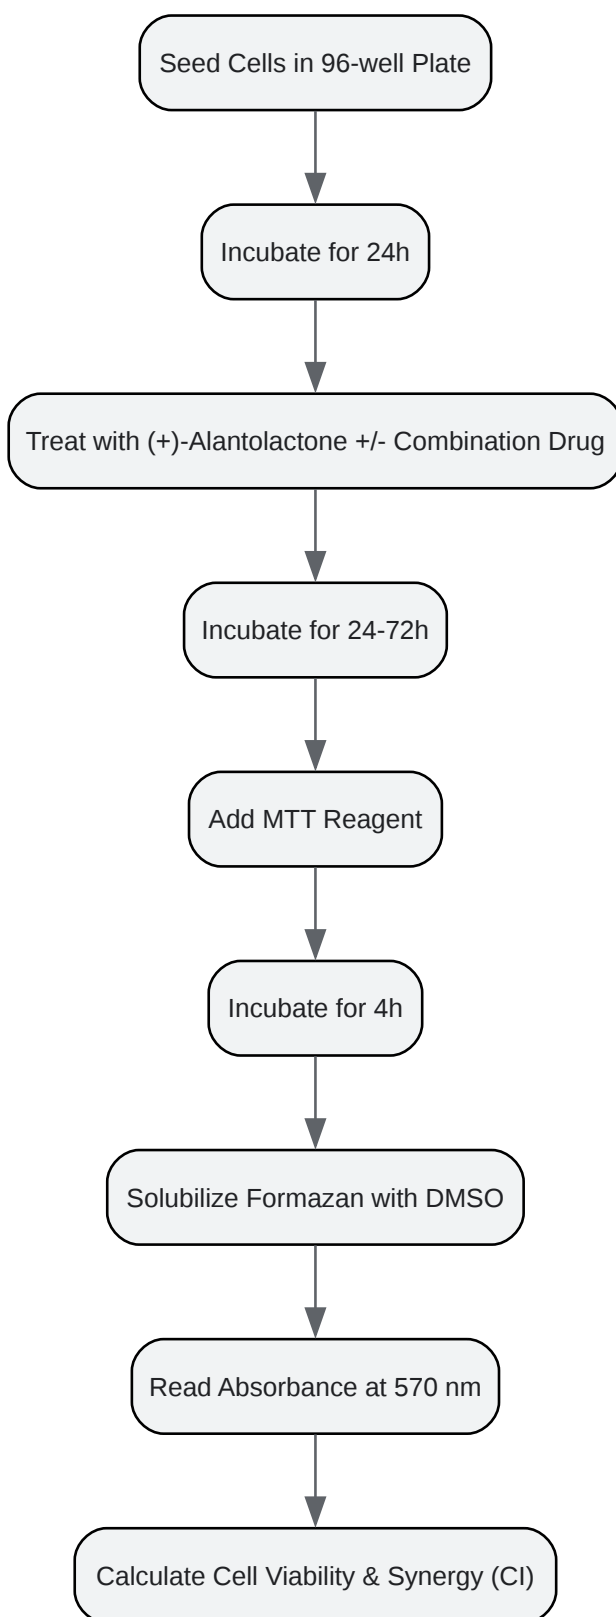 Seed Cells in 96-well Plate
Incubate for 24h
Treat with (+)-Alantolactone +/- Combination Drug
Incubate for 24-72h
Add MTT Reagent
Incubate for 4h
Solubilize Formazan with DMSO
Read Absorbance at 570 nm
Calculate Cell Viability & Synergy (CI)